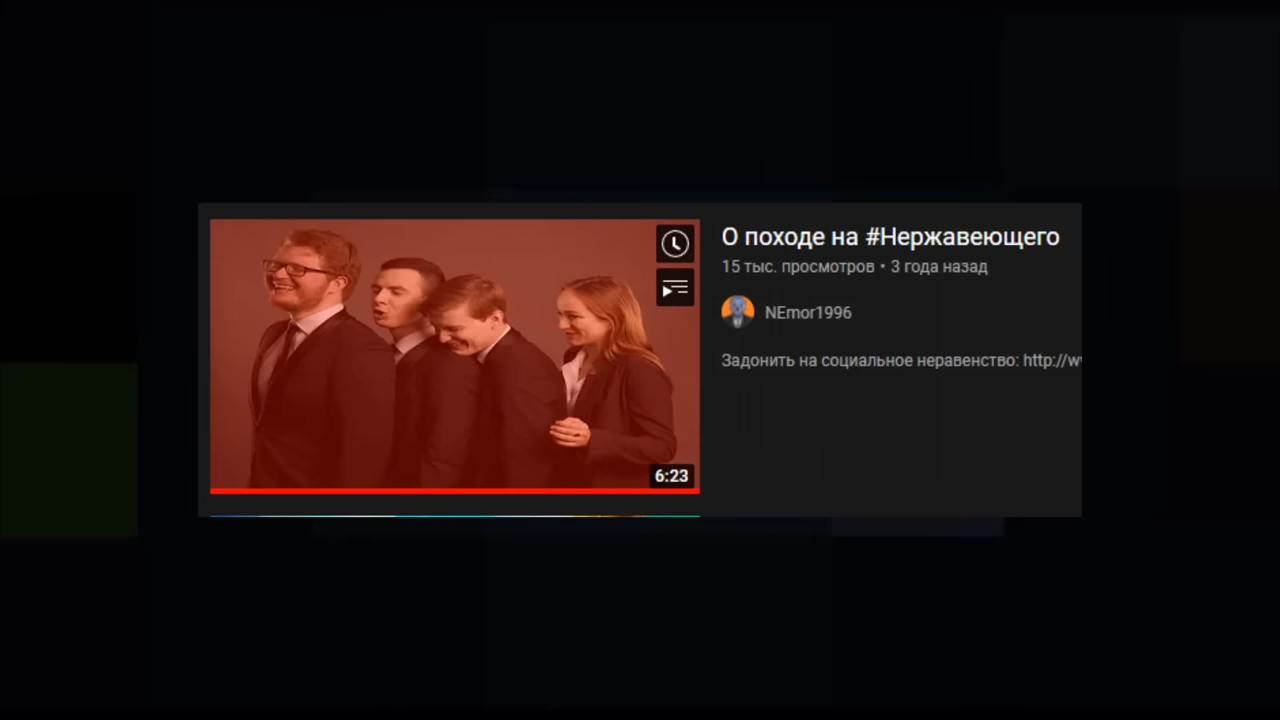 О походе на #Нержавеющего
15 тыс. просмотров • 3 года назад
NEmor1996
Задонить на социальное неравенство: http://w
6:23